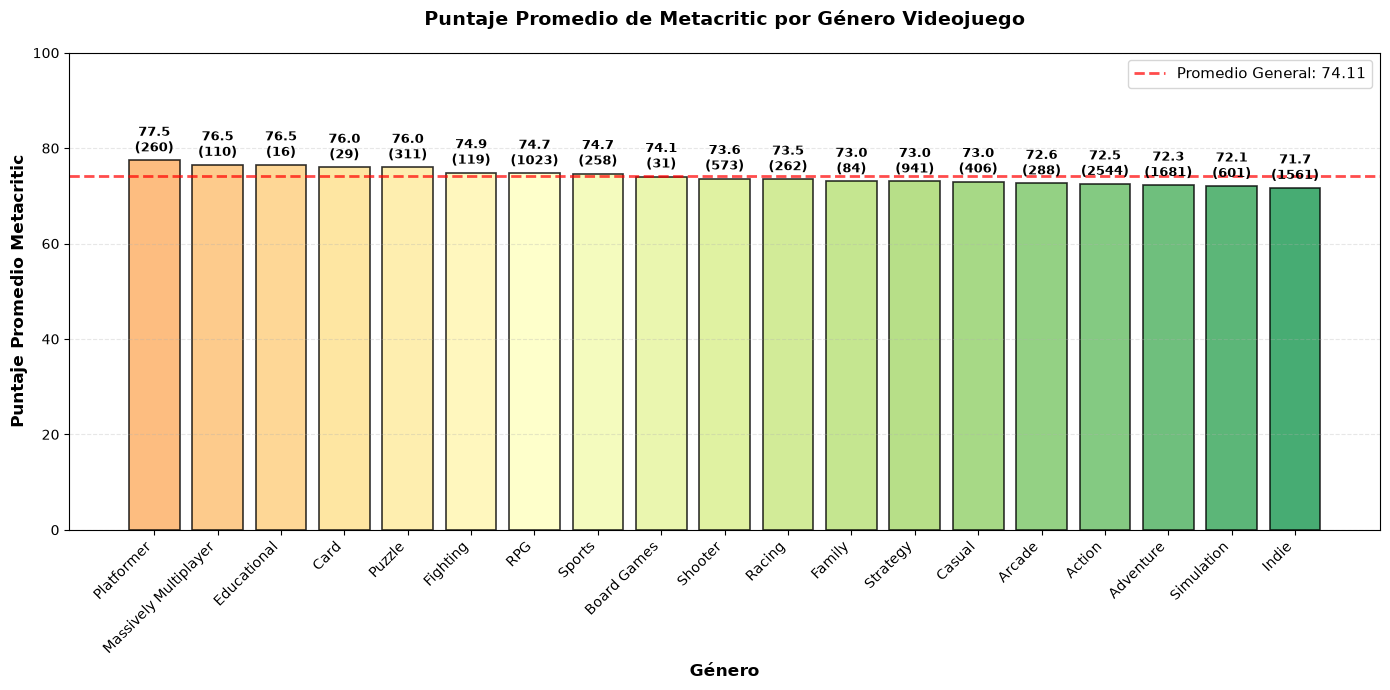 Puntaje Promedio de Metacritic por Género Videojuego
Promedio General: 74.11
Puntaje Promedio Metacritic
100
80
60
40
20
0
77.5
(260)
76.5
(110)
76.5
(16)
76.0
(29)
76.0
(311)
74.9
(119)
74.7
(1023)
74.7
(258)
74.1
(31)
73.6
(573)
73.5
(262)
73.0
(84)
73.0
(941)
73.0
(406)
72.6
(288)
72.5
(2544)
72.3
(1681)
72.1
(601)
71.7
(1561)
Platformer
Massively Multiplayer
Educational
Card
Puzzle
Fighting
RPG
Sports
Board Games
Shooter
Racing
Family
Strategy
Casual
Arcade
Action
Adventure
Simulation
Indie
Género